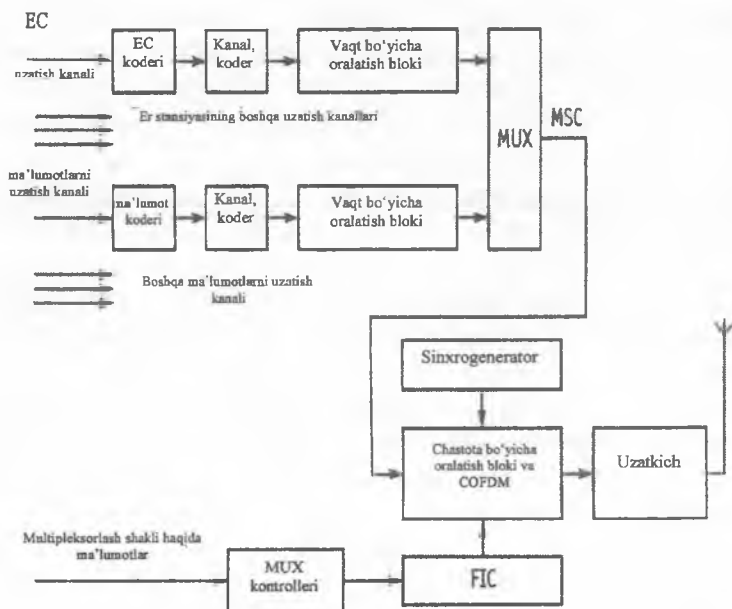 EC
uzatish kanali
EC
koderi
Kanal,
koder
Vaqt bo'yicha
oralatish bloki
MUX
MSC
Er stansiyasining boshqa uzatish kanallari
ma'lumotlarni
uzatish kanali
ma'lumot
koderi
Kanal,
koder
Vaqt bo'yicha
oralatish bloki
Boshqa ma'lumotlarni uzatish
kanali
Sinxrogenerator
Chastota bo'yicha
oralatish bloki va
COFDM
Uzatkich
Multipleksorlash shakli haqida
ma'lumotlar
MUX
kontrolleri
FIC